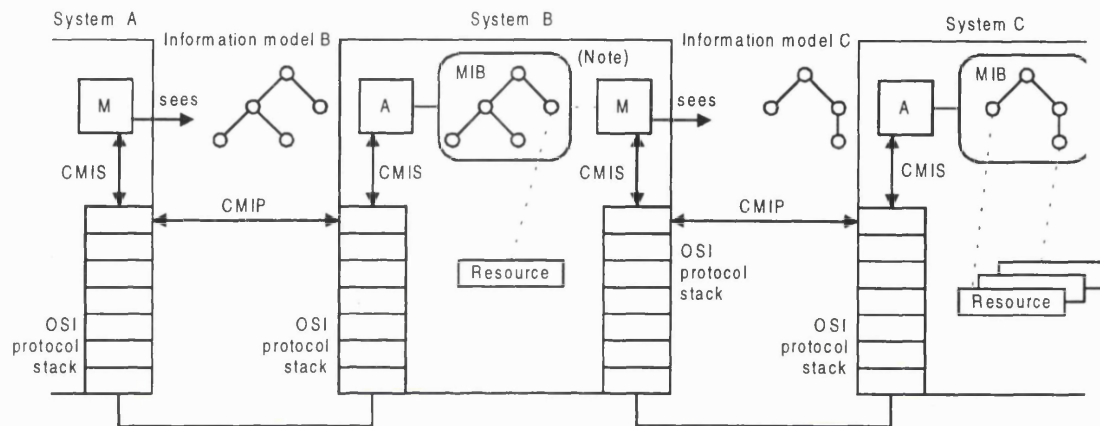 System A
System B
System C
Information model B
(Note)
Information model C
MIB
MIB
M
sees
A
M
sees
A
CMIS
CMIS
CMIS
CMIS
CMIP
CMIP
Resource
OSI
protocol
stack
Resource
OSI
protocol
stack
OSI
protocol
stack
OSI
protocol
stack